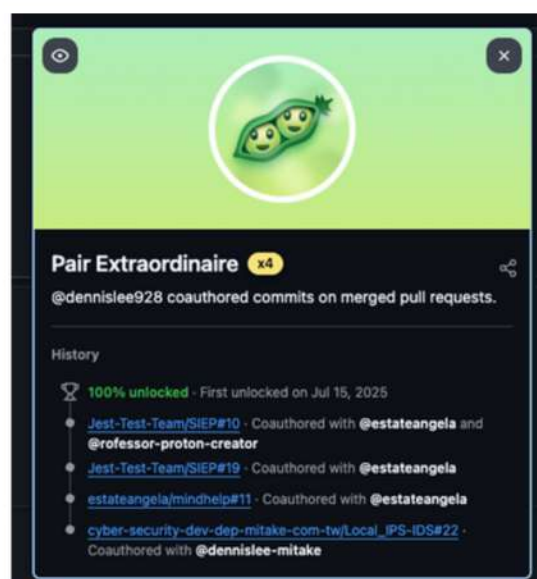 Pair Extraordinaire x4
@dennislee928 coauthored commits on merged pull requests.
History
100% unlocked · First unlocked on Jul 15, 2025
Jest-Test-Team/SIEP#10 · Coauthored with @estateangela and
@rofessor-proton-creator
Jest-Test-Team/SIEP#19 · Coauthored with @estateangela
estateangela/mindhelp#11 · Coauthored with @estateangela
cyber-security-dev-dep-mitake-com-tw/Local_IPS-IDS#22 ·
Coauthored with @dennislee-mitake